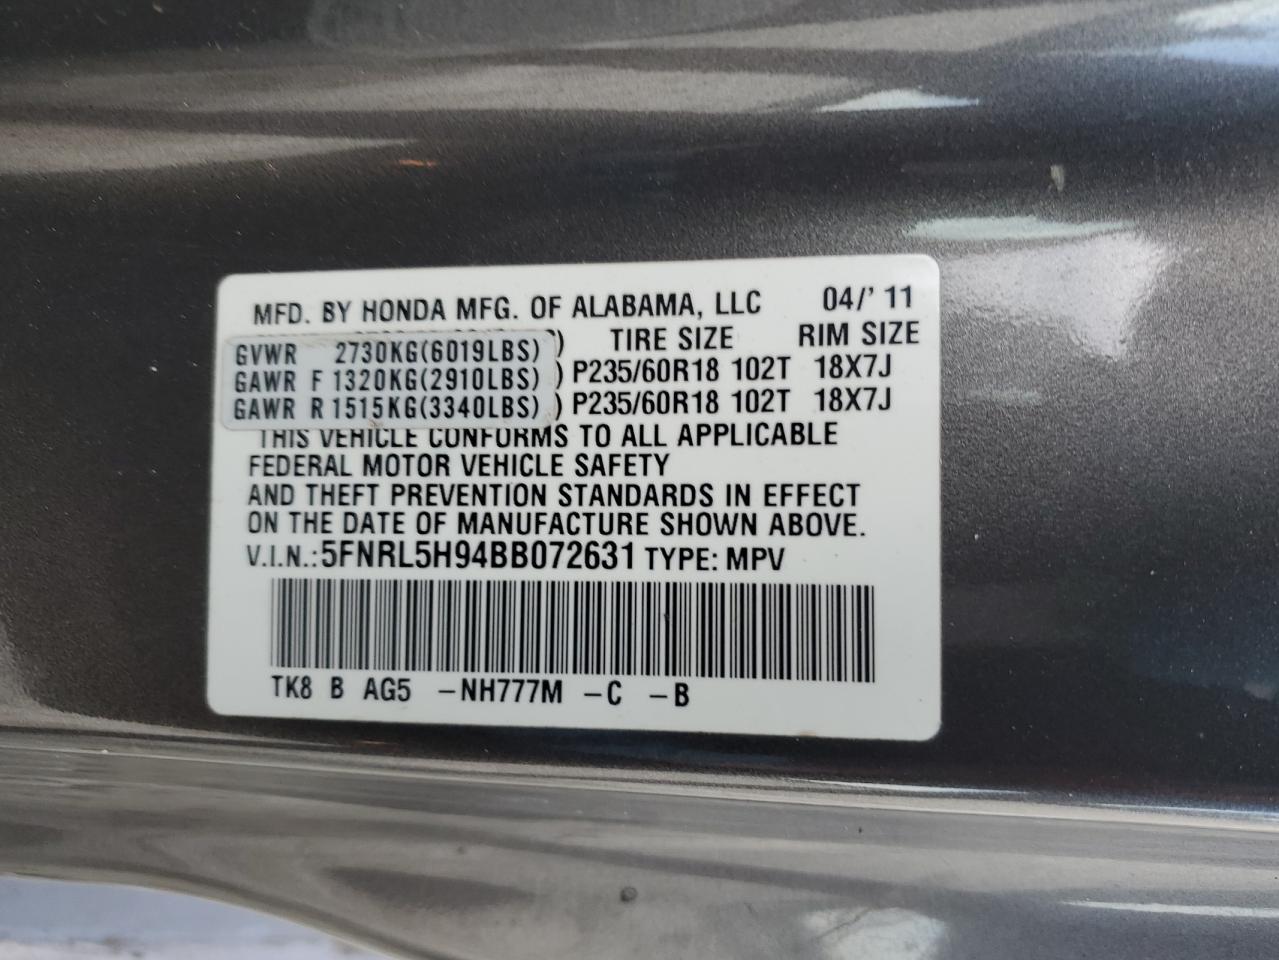 MFD. BY HONDA MFG. OF ALABAMA, LLC 04/' 11
GVWR 2730KG(6019LBS) ) TIRE SIZE RIM SIZE
GAWR F 1320KG(2910LBS) ) P235/60R18 102T 18X7J
GAWR R 1515KG(3340LBS) ) P235/60R18 102T 18X7J
THIS VEHICLE CONFORMS TO ALL APPLICABLE
FEDERAL MOTOR VEHICLE SAFETY
AND THEFT PREVENTION STANDARDS IN EFFECT
ON THE DATE OF MANUFACTURE SHOWN ABOVE.
V.I.N.: 5FNRL5H94BB072631 TYPE: MPV
TK8 B AG5 -NH777M -C -B